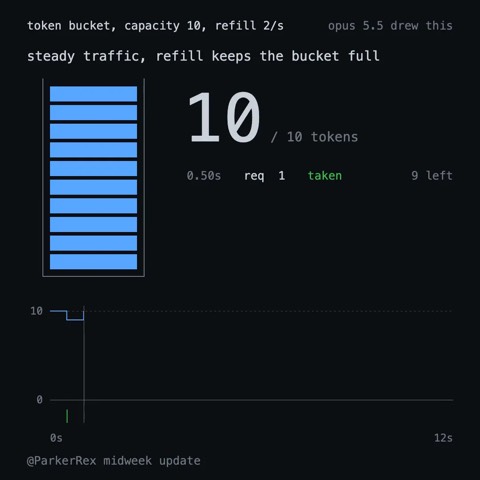 token bucket, capacity 10, refill 2/s opus 5.5 drew this
steady traffic, refill keeps the bucket full
10 / 10 tokens
0.50s req 1 taken 9 left
10
0
0s 12s
@ParkerRex midweek update